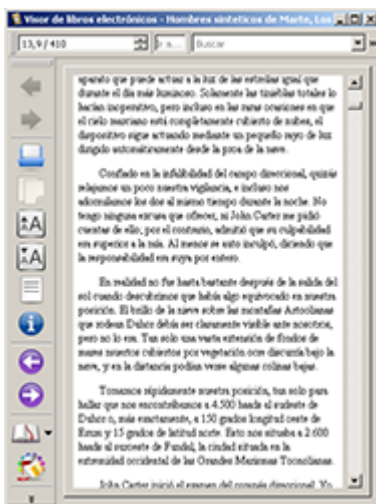 Visor de libros electrónicos - Hombres sinteticos de Marte, Los
13,9 / 410
Ir a...
Buscar
aparato que puede actuar a la luz de las estrellas igual que
durante el día más luminoso. Solamente las tinieblas totales lo
harían inoperativo, pero incluso en las raras ocasiones en que
el cielo marciano está completamente cubierto de nubes, el
dispositivo sigue actuando mediante un pequeño rayo de luz
dirigido automáticamente desde la proa de la nave.
Confiado en la infalibilidad del campo direccional, quizás
relajamos un poco nuestra vigilancia, e incluso nos
adormilamos los dos al mismo tiempo durante la noche. No
tengo ninguna excusa que ofrecer, ni John Carter me pidió
cuentas de ello, por el contrario, admitió que su culpabilidad
era superior a la mía. Al menos se auto inculpó, diciendo que
la responsabilidad era suya por entero.
En realidad no fue hasta bastante después de la salida del
sol cuando descubrimos que había algo equivocado en nuestra
posición. El brillo de la nieve sobre las montañas Artoolianas
que rodean Duhor debía ser claramente visible ante nosotros,
pero no lo era. Tan solo una vasta extensión de fondos de
mares muertos cubiertos por vegetación ocre discurría bajo la
nave, y en la distancia podían verse algunas colinas bajas.
Tomamos rápidamente nuestra posición, tan solo para
hallar que nos encontrábamos a 4.500 haads al sudeste de
Duhor o, más exactamente, a 150 grados longitud oeste de
Exum y 15 grados de latitud norte. Esto nos situaba a 2.600
haads al suroeste de Fundal, la ciudad situada en la
extremidad occidental de las Grandes Marismas Toonolianas.
John Carter inició el examen del compás direccional. Yo